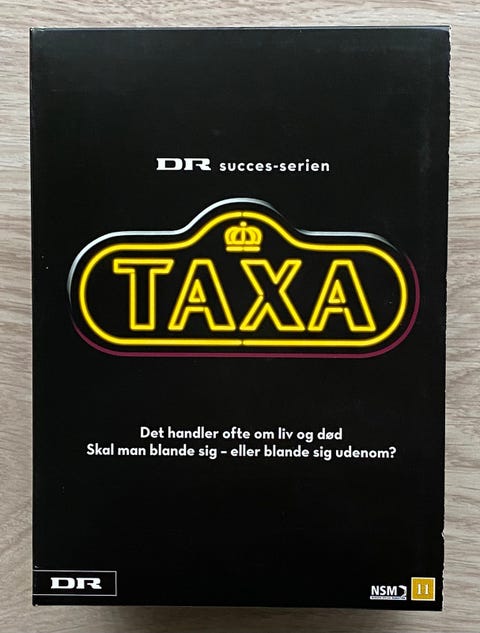 DR succes-serien
TAXA
Det handler ofte om liv og død
Skal man blande sig – eller blande sig udenom?
DR
NSM 11